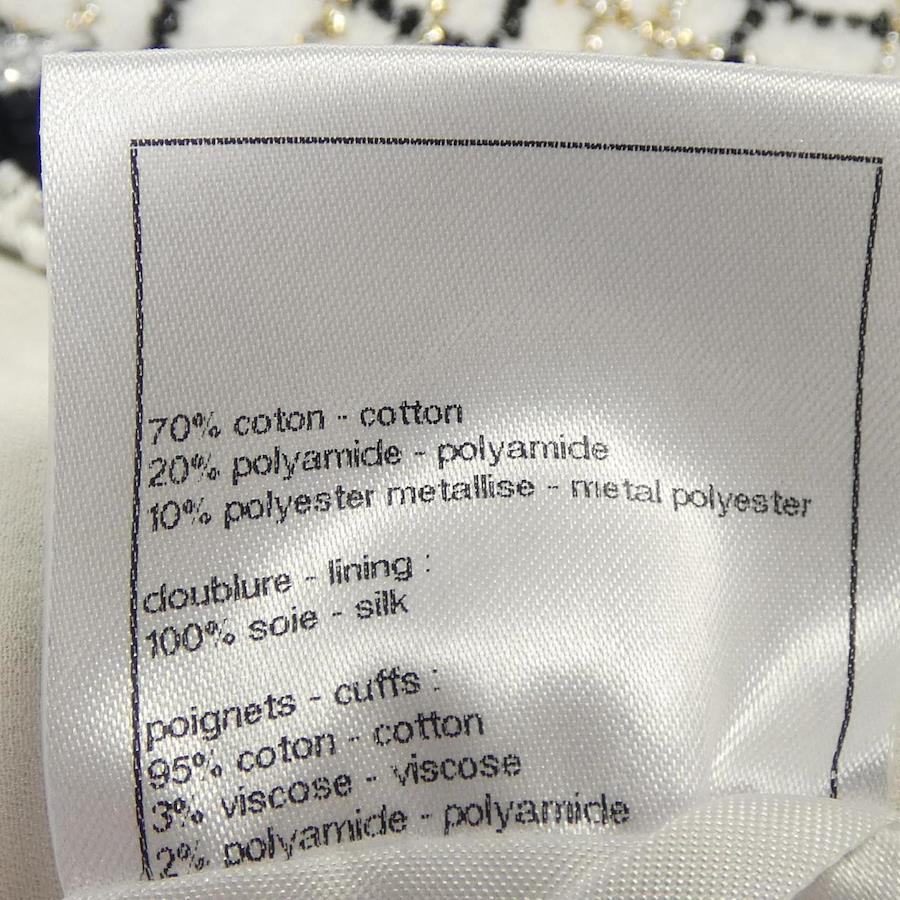 70% coton - cotton
20% polyamide - polyamide
10% polyester metallise - metal polyester
doublure - lining :
100% soie - silk
poignets - cuffs :
95% coton - cotton
3% viscose - viscose
2% polyamide - polyamide